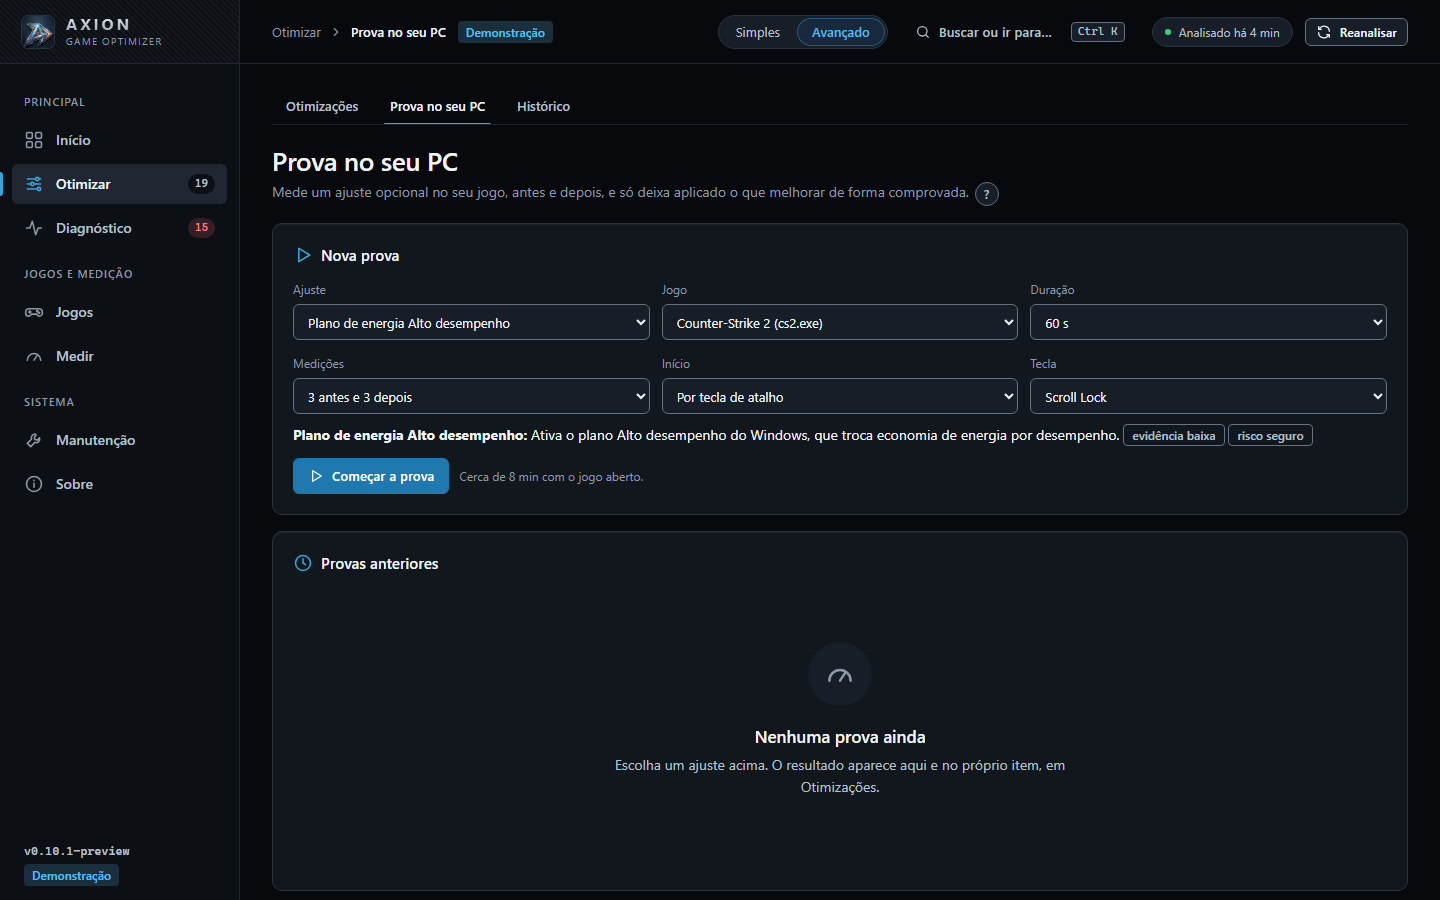 AXION
GAME OPTIMIZER
Otimizar > Prova no seu PC Demonstração
Simples Avançado
Buscar ou ir para... Ctrl K
Analisado há 4 min
Reanalisar
PRINCIPAL
Início
Otimizar 19
Diagnóstico 15
JOGOS E MEDIÇÃO
Jogos
Medir
SISTEMA
Manutenção
Sobre
v0.10.1-preview
Demonstração
Otimizações Prova no seu PC Histórico
Prova no seu PC
Mede um ajuste opcional no seu jogo, antes e depois, e só deixa aplicado o que melhorar de forma comprovada. ?
Nova prova
Ajuste Jogo Duração
Plano de energia Alto desempenho Counter-Strike 2 (cs2.exe) 60 s
Medições Início Tecla
3 antes e 3 depois Por tecla de atalho Scroll Lock
Plano de energia Alto desempenho: Ativa o plano Alto desempenho do Windows, que troca economia de energia por desempenho. evidência baixa risco seguro
Começar a prova Cerca de 8 min com o jogo aberto.
Provas anteriores
Nenhuma prova ainda
Escolha um ajuste acima. O resultado aparece aqui e no próprio item, em
Otimizações.